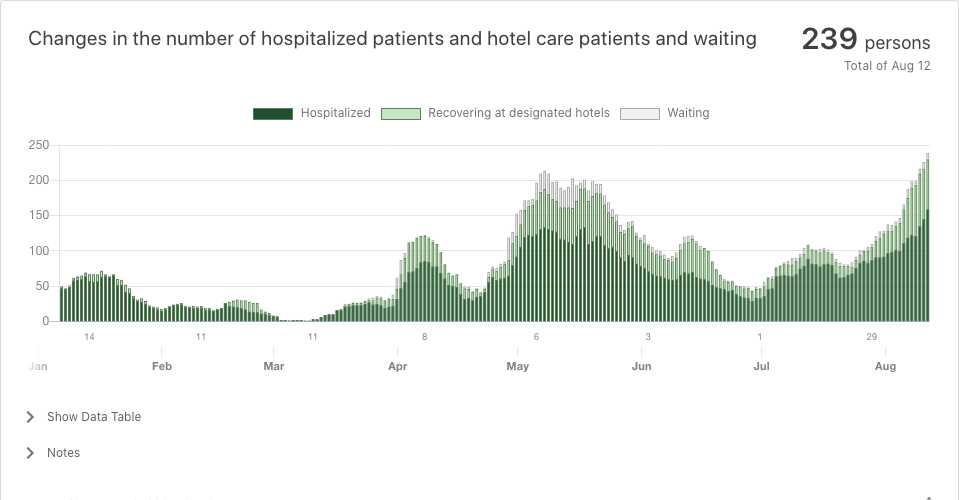 Changes in the number of hospitalized patients and hotel care patients and waiting
239 persons
Total of Aug 12
Hospitalized
Recovering at designated hotels
Waiting
250
200
150
100
50
0
14 11 11 8 6 3 1 29
Jan Feb Mar Apr May Jun Jul Aug
Show Data Table
Notes